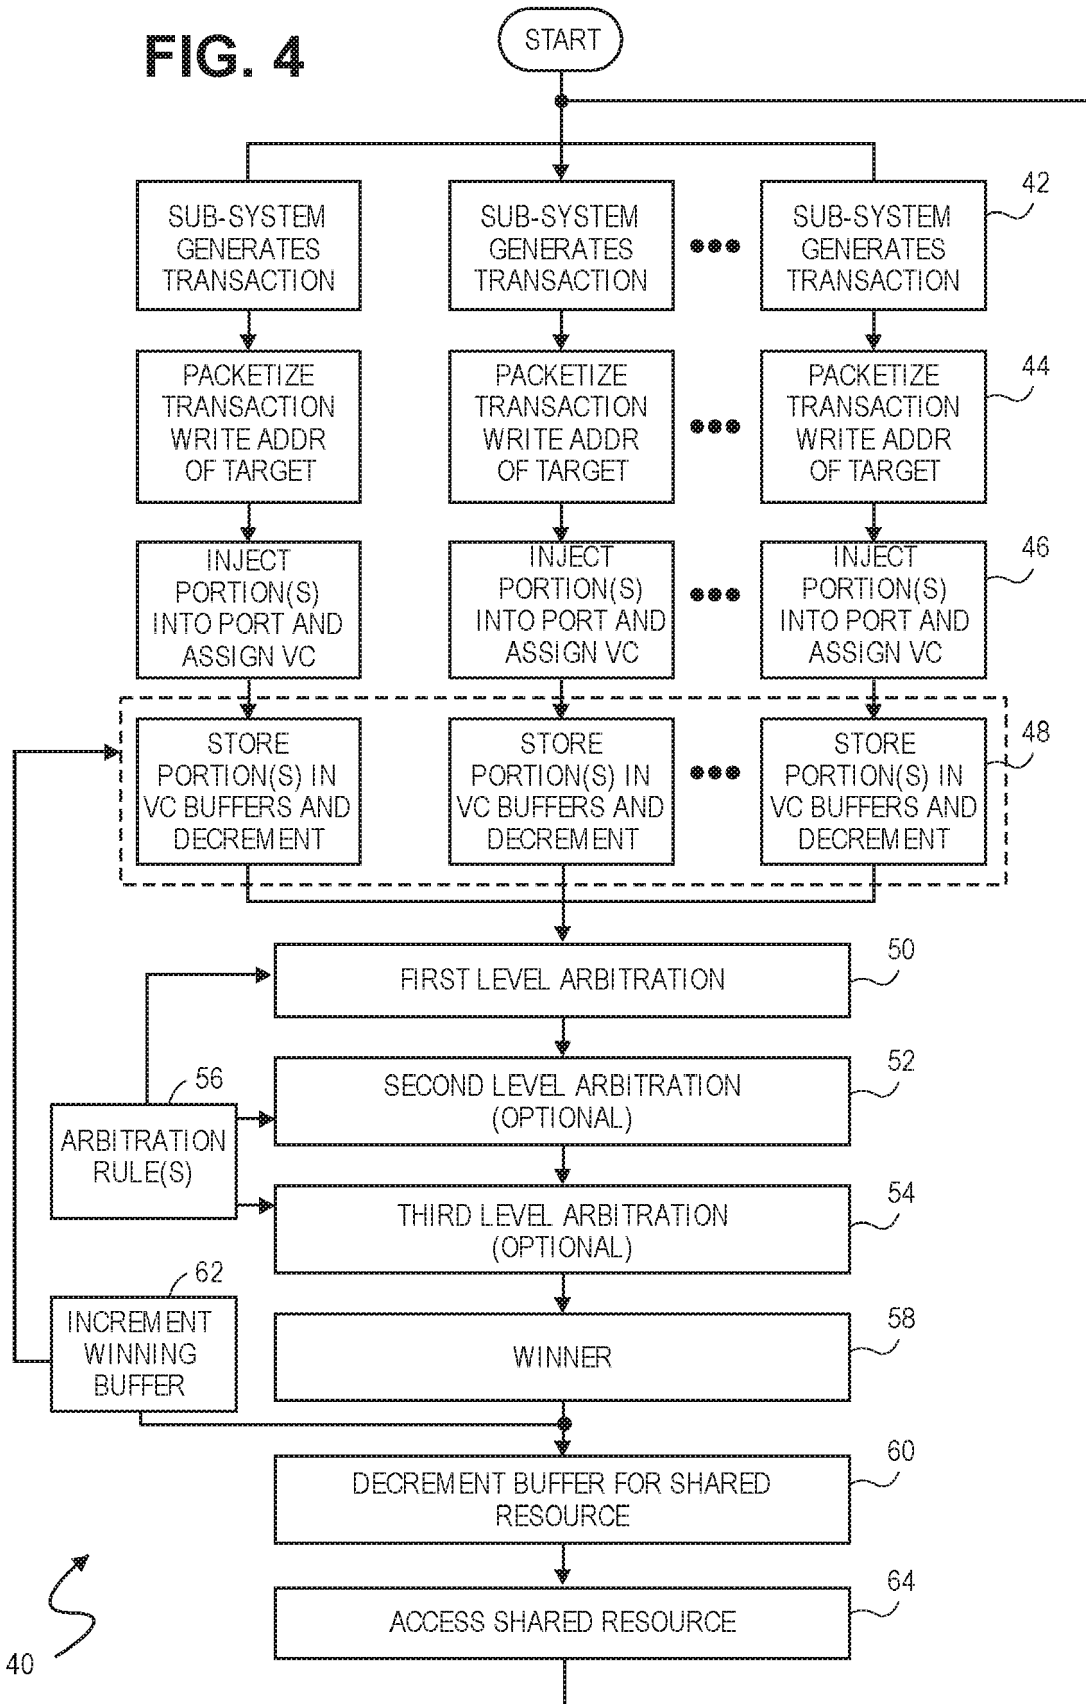 FIG. 4
START
SUB-SYSTEM
GENERATES
TRANSACTION
SUB-SYSTEM
GENERATES
TRANSACTION
SUB-SYSTEM
GENERATES
TRANSACTION
42
PACKETIZE
TRANSACTION
WRITE ADDR
OF TARGET
PACKETIZE
TRANSACTION
WRITE ADDR
OF TARGET
PACKETIZE
TRANSACTION
WRITE ADDR
OF TARGET
44
INJECT
PORTION(S)
INTO PORT AND
ASSIGN VC
INJECT
PORTION(S)
INTO PORT AND
ASSIGN VC
INJECT
PORTION(S)
INTO PORT AND
ASSIGN VC
46
STORE
PORTION(S) IN
VC BUFFERS AND
DECREMENT
STORE
PORTION(S) IN
VC BUFFERS AND
DECREMENT
STORE
PORTION(S) IN
VC BUFFERS AND
DECREMENT
48
FIRST LEVEL ARBITRATION
50
SECOND LEVEL ARBITRATION
(OPTIONAL)
52
56
ARBITRATION
RULE(S)
THIRD LEVEL ARBITRATION
(OPTIONAL)
54
62
INCREMENT
WINNING
BUFFER
WINNER
58
DECREMENT BUFFER FOR SHARED
RESOURCE
60
ACCESS SHARED RESOURCE
64
40